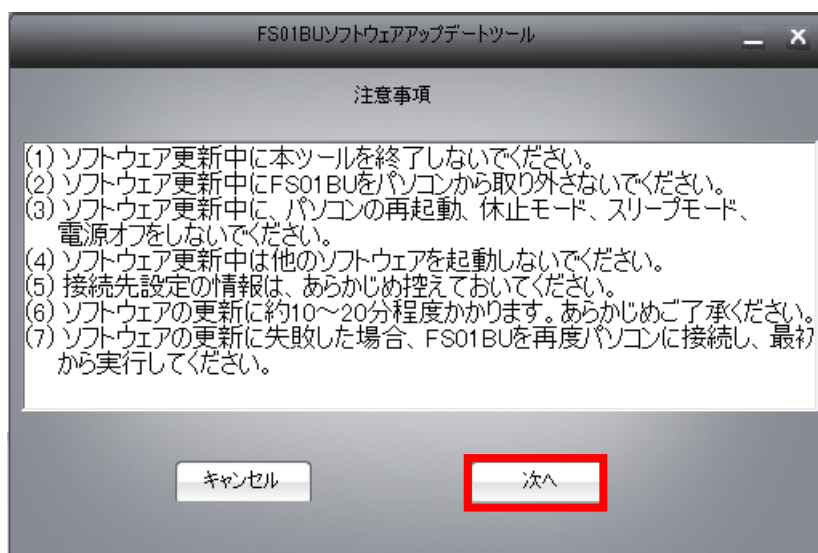 FS01BUソフトウェアアップデートツール
注意事項
(1) ソフトウェア更新中に本ツールを終了しないでください。
(2) ソフトウェア更新中にFS01BUをパソコンから取り外さないでください。
(3) ソフトウェア更新中に、パソコンの再起動、休止モード、スリープモード、
電源オフをしないでください。
(4) ソフトウェア更新中は他のソフトウェアを起動しないでください。
(5) 接続先設定の情報は、あらかじめ控えておいてください。
(6) ソフトウェアの更新に約10～20分程度かかります。あらかじめご了承ください。
(7) ソフトウェアの更新に失敗した場合、FS01BUを再度パソコンに接続し、最初
から実行してください。
キャンセル
次へ